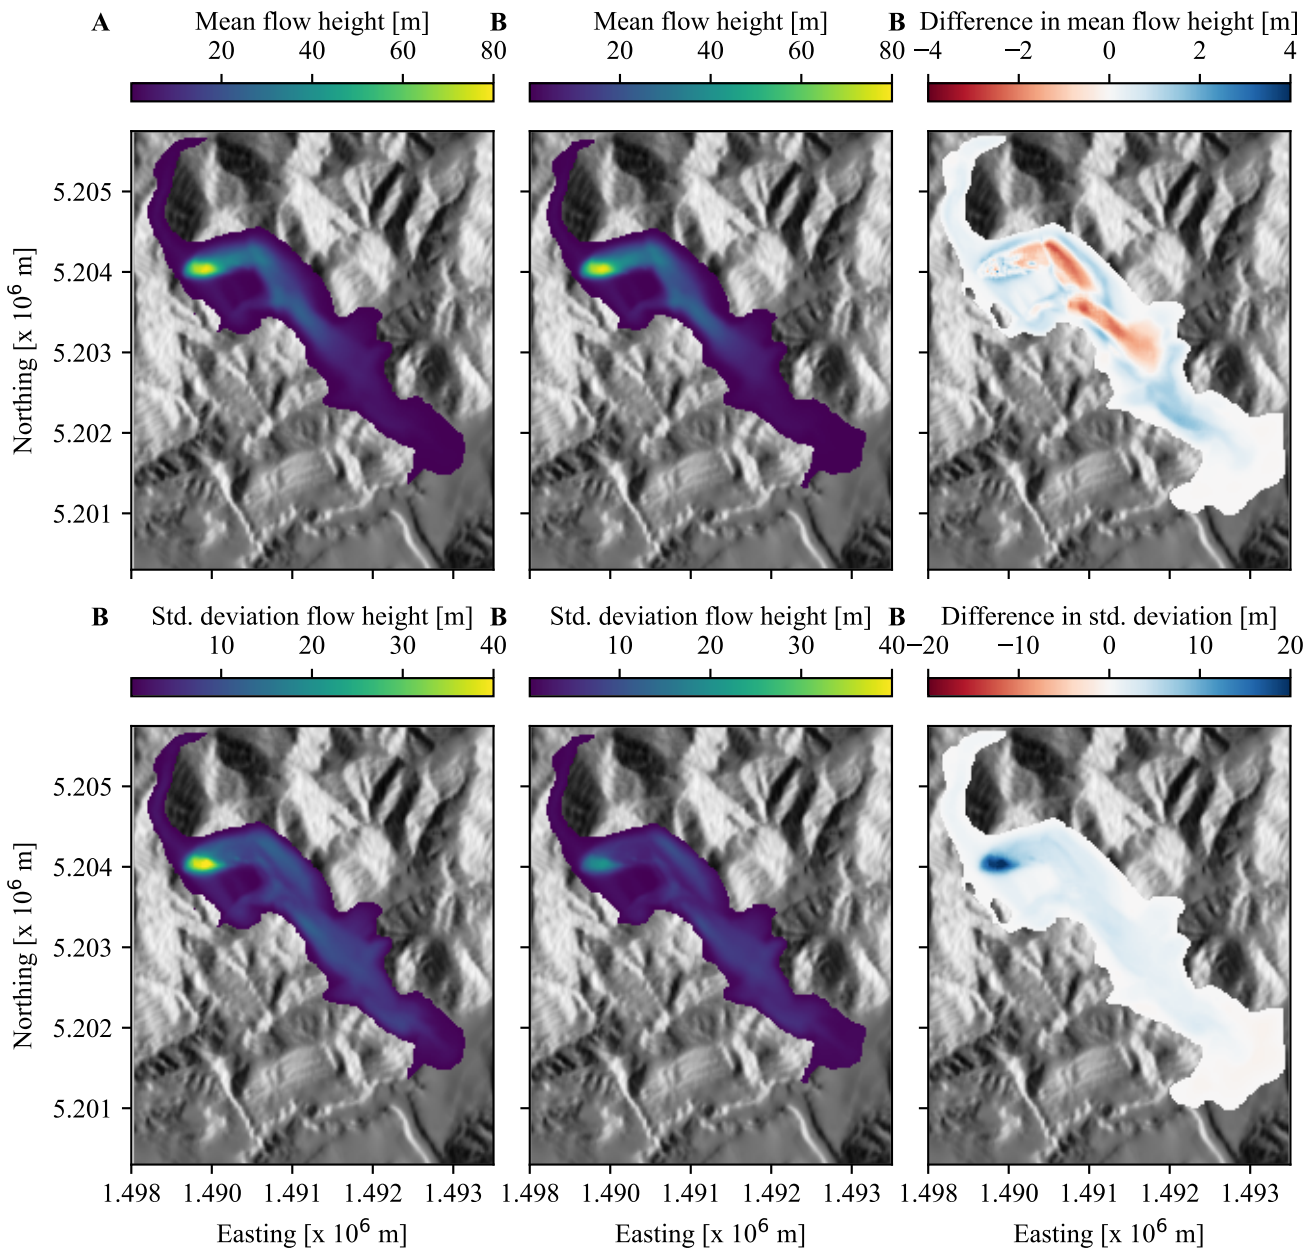 A Mean flow height [m] B Mean flow height [m] B Difference in mean flow height [m]
20 40 60 80 20 40 60 80 −4 −2 0 2 4
5.205
5.204
5.203
5.202
5.201
Northing [x 10⁶ m]
B Std. deviation flow height [m] B Std. deviation flow height [m] B Difference in std. deviation [m]
10 20 30 40 10 20 30 40 −20 −10 0 10 20
5.205
5.204
5.203
5.202
5.201
Northing [x 10⁶ m]
1.498 1.490 1.491 1.492 1.493 1.498 1.490 1.491 1.492 1.493 1.498 1.490 1.491 1.492 1.493
Easting [x 10⁶ m] Easting [x 10⁶ m] Easting [x 10⁶ m]